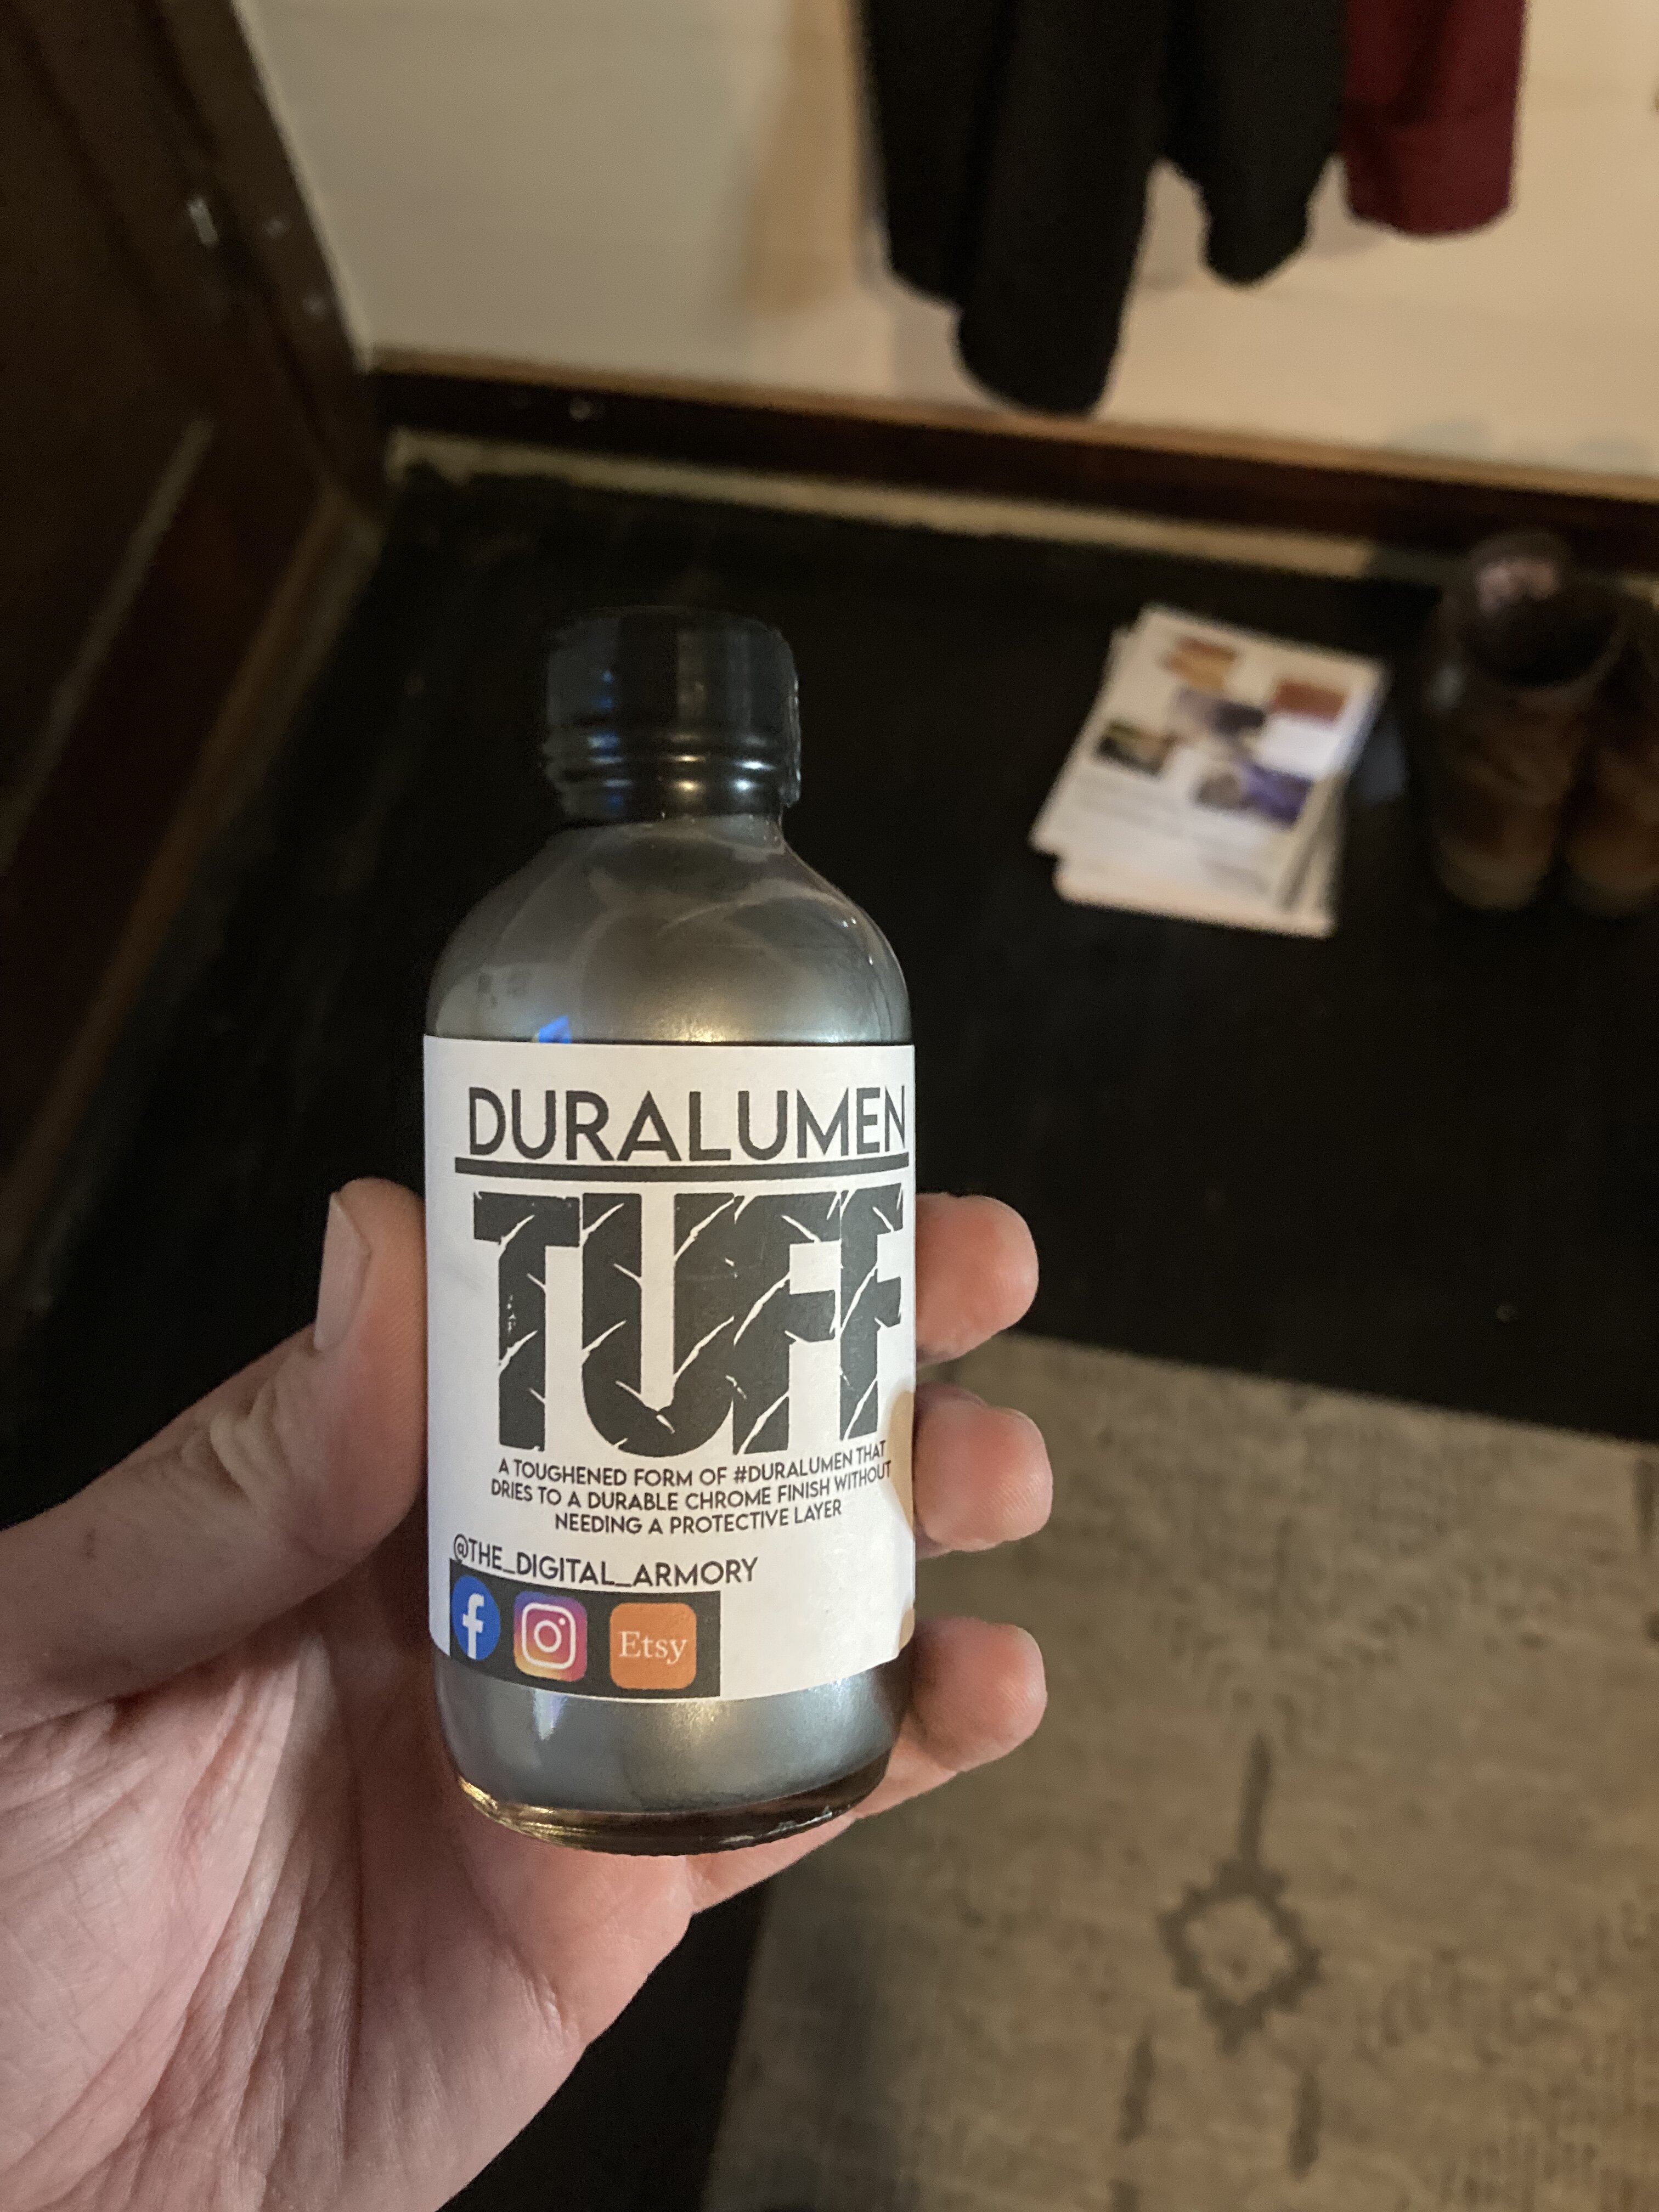 DURALUMEN
TUFF
A TOUGHENED FORM OF #DURALUMEN THAT
DRIES TO A DURABLE CHROME FINISH WITHOUT
NEEDING A PROTECTIVE LAYER
@THE_DIGITAL_ARMORY
f
Etsy